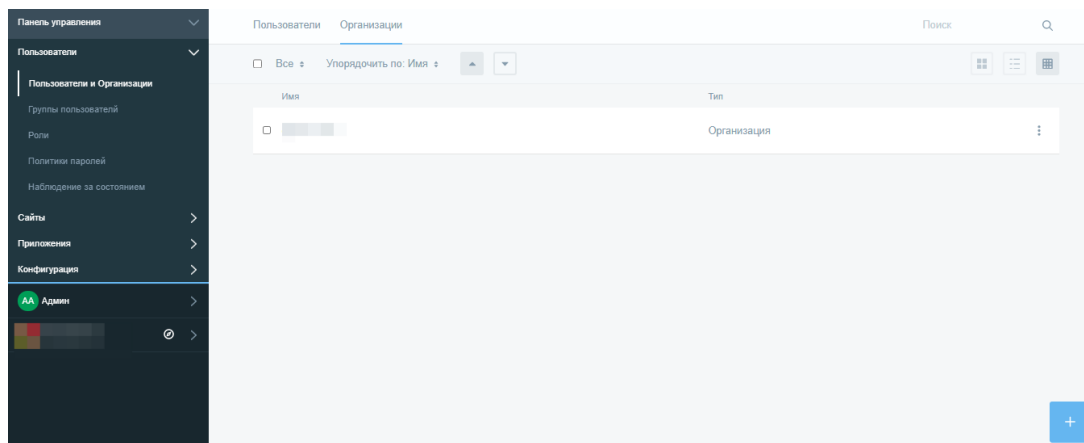 Панель управления
Пользователи
Пользователи и Организации
Группы пользователй
Роли
Политики паролей
Наблюдение за состоянием
Сайты
Приложения
Конфигурация
АА Админ
Пользователи Организации Поиск
Все Упорядочить по: Имя
Имя Тип
Организация